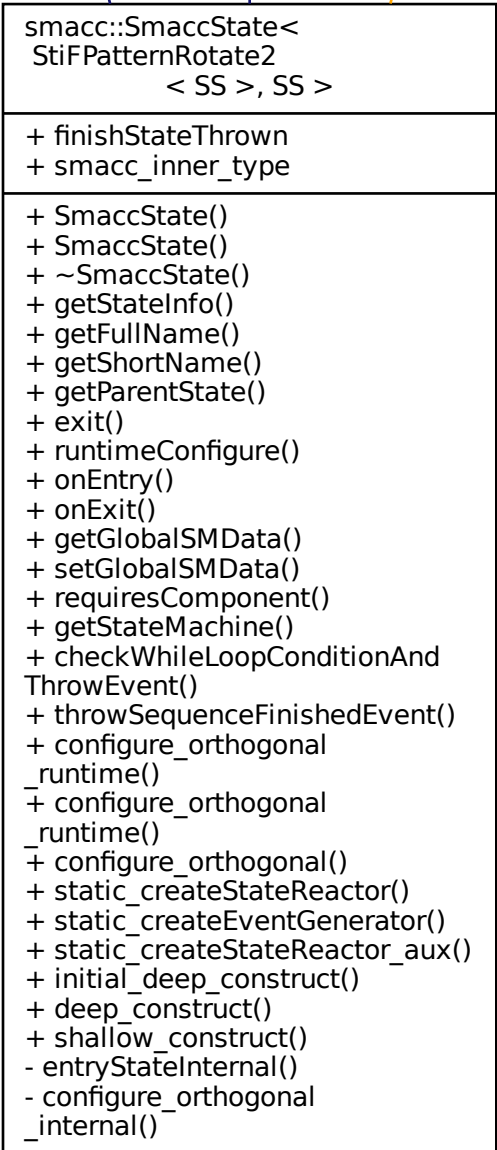 smacc::SmaccState<
StiFPatternRotate2
< SS >, SS >
+ finishStateThrown
+ smacc_inner_type
+ SmaccState()
+ SmaccState()
+ ~SmaccState()
+ getStateInfo()
+ getFullName()
+ getShortName()
+ getParentState()
+ exit()
+ runtimeConfigure()
+ onEntry()
+ onExit()
+ getGlobalSMData()
+ setGlobalSMData()
+ requiresComponent()
+ getStateMachine()
+ checkWhileLoopConditionAnd
ThrowEvent()
+ throwSequenceFinishedEvent()
+ configure_orthogonal
_runtime()
+ configure_orthogonal
_runtime()
+ configure_orthogonal()
+ static_createStateReactor()
+ static_createEventGenerator()
+ static_createStateReactor_aux()
+ initial_deep_construct()
+ deep_construct()
+ shallow_construct()
- entryStateInternal()
- configure_orthogonal
_internal()